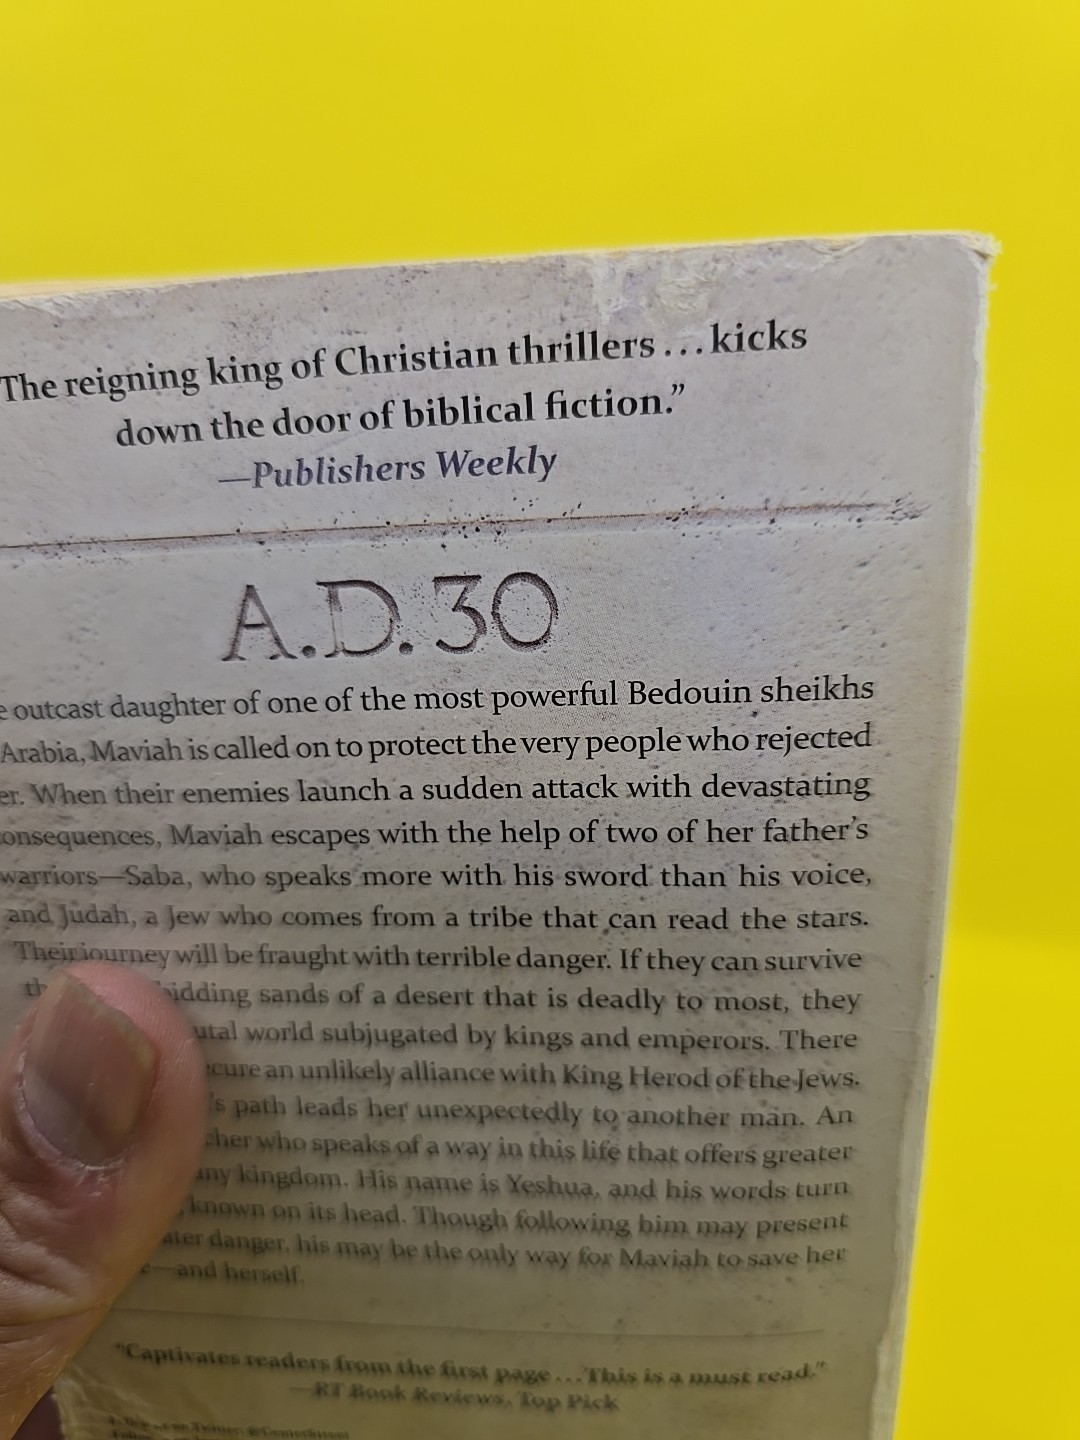 The reigning king of Christian thrillers...kicks
down the door of biblical fiction.”
—Publishers Weekly
A.D. 30
outcast daughter of one of the most powerful Bedouin sheikhs
Arabia, Maviah is called on to protect the very people who rejected
When their enemies launch a sudden attack with devastating
onsequences, Maviah escapes with the help of two of her father's
warriors—Saba, who speaks more with his sword than his voice,
and Judah, a Jew who comes from a tribe that can read the stars.
Their journey will be fraught with terrible danger. If they can survive
sands of a desert that is deadly to most, they
world subjugated by kings and emperors. There
an unlikely alliance with King Herod of the Jews.
's path leads her unexpectedly to another man. An
who speaks of a way in this life that offers greater
kingdom. His name is Yeshua, and his words turn
known on its head. Though following him may present
danger, his may be the only way for Maviah to save her
—and herself.
“Captivates readers from the first page...This is a must read.”
—RT Book Reviews, Top Pick